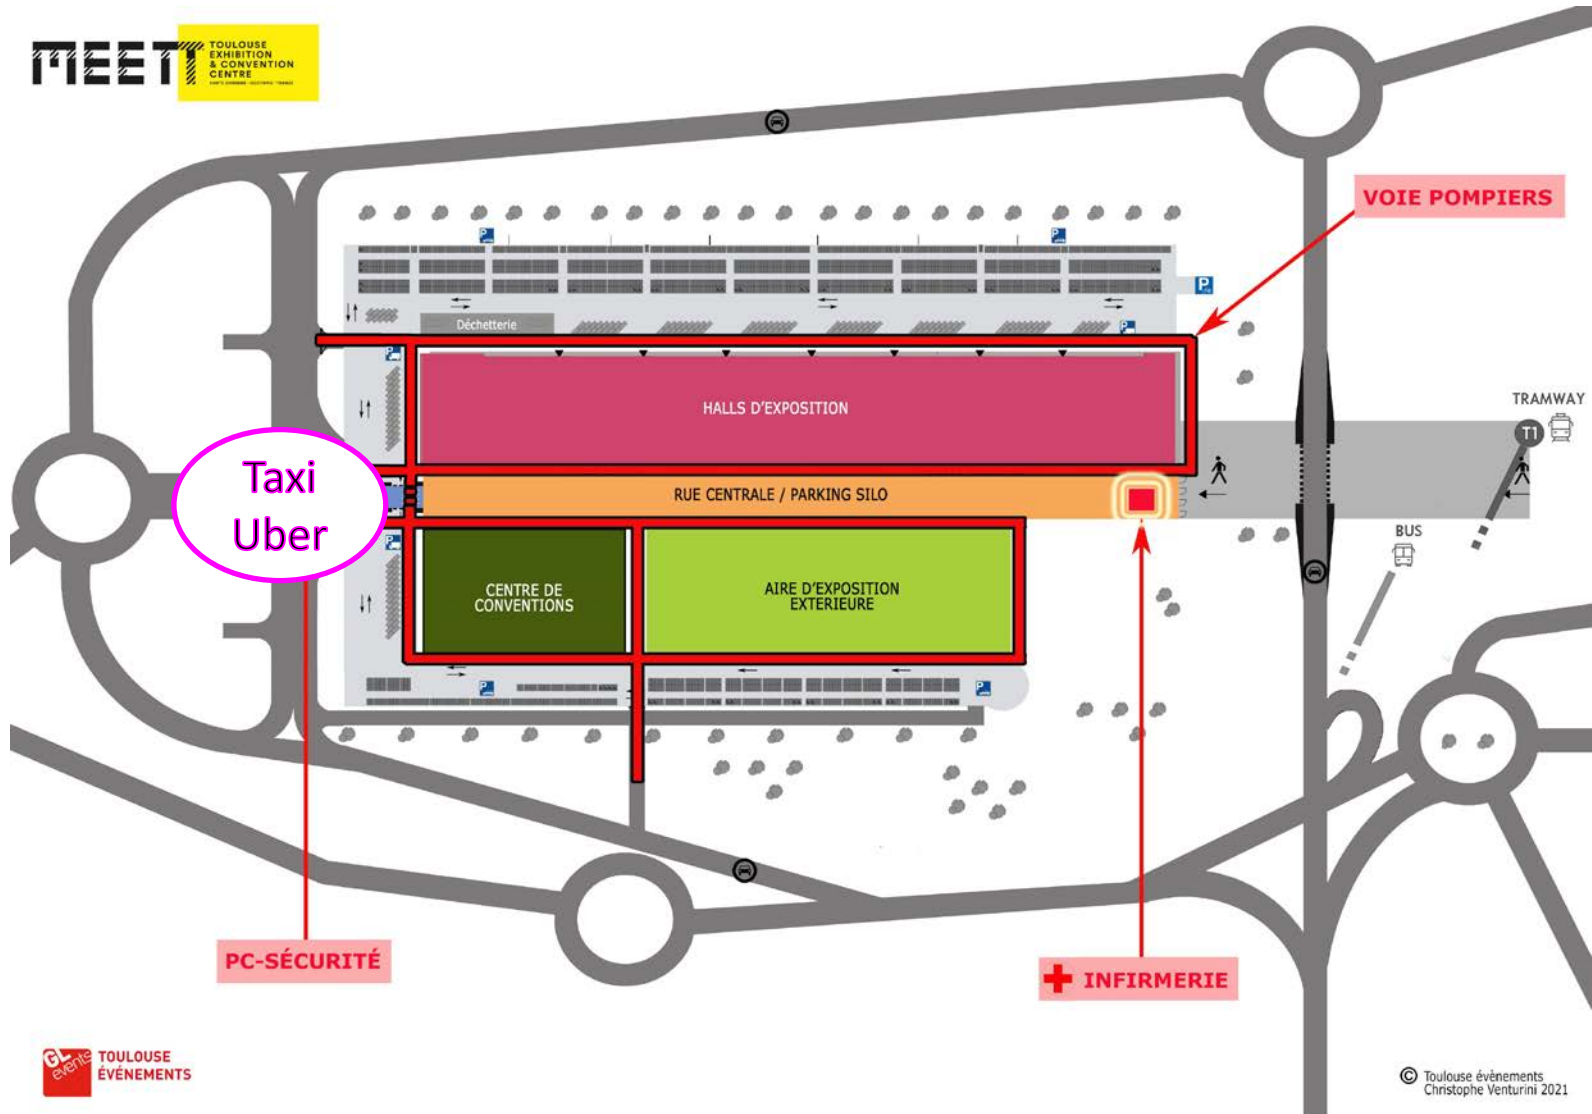 MEETT
TOULOUSE
EXHIBITION
& CONVENTION
CENTRE
VOIE POMPIERS
Déchetterie
HALLS D'EXPOSITION
TRAMWAY
T1
Taxi
Uber
RUE CENTRALE / PARKING SILO
BUS
CENTRE DE
CONVENTIONS
AIRE D'EXPOSITION
EXTERIEURE
PC-SÉCURITÉ
INFIRMERIE
GL
events
TOULOUSE
ÉVÉNEMENTS
© Toulouse évènements
Christophe Venturini 2021